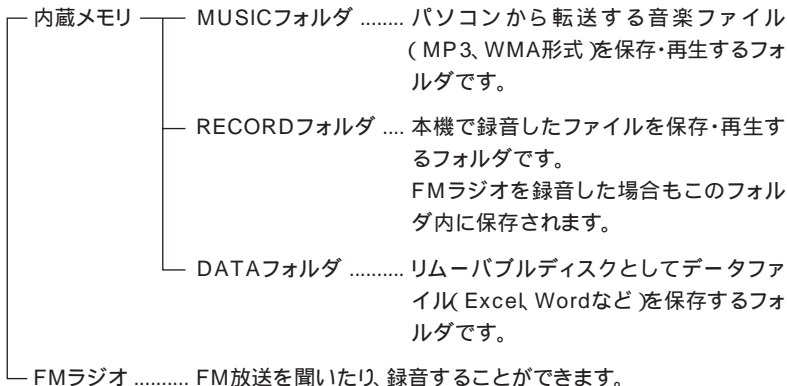 内蔵メモリ MUSICフォルダ ........ パソコンから転送する音楽ファイル
(MP3、WMA形式)を保存・再生するフォ
ルダです。
RECORDフォルダ .... 本機で録音したファイルを保存・再生す
るフォルダです。
FMラジオを録音した場合もこのフォル
ダ内に保存されます。
DATAフォルダ .......... リムーバブルディスクとしてデータファ
イル(Excel、Wordなど)を保存するフォ
ルダです。
FMラジオ .......... FM放送を聞いたり、録音することができます。